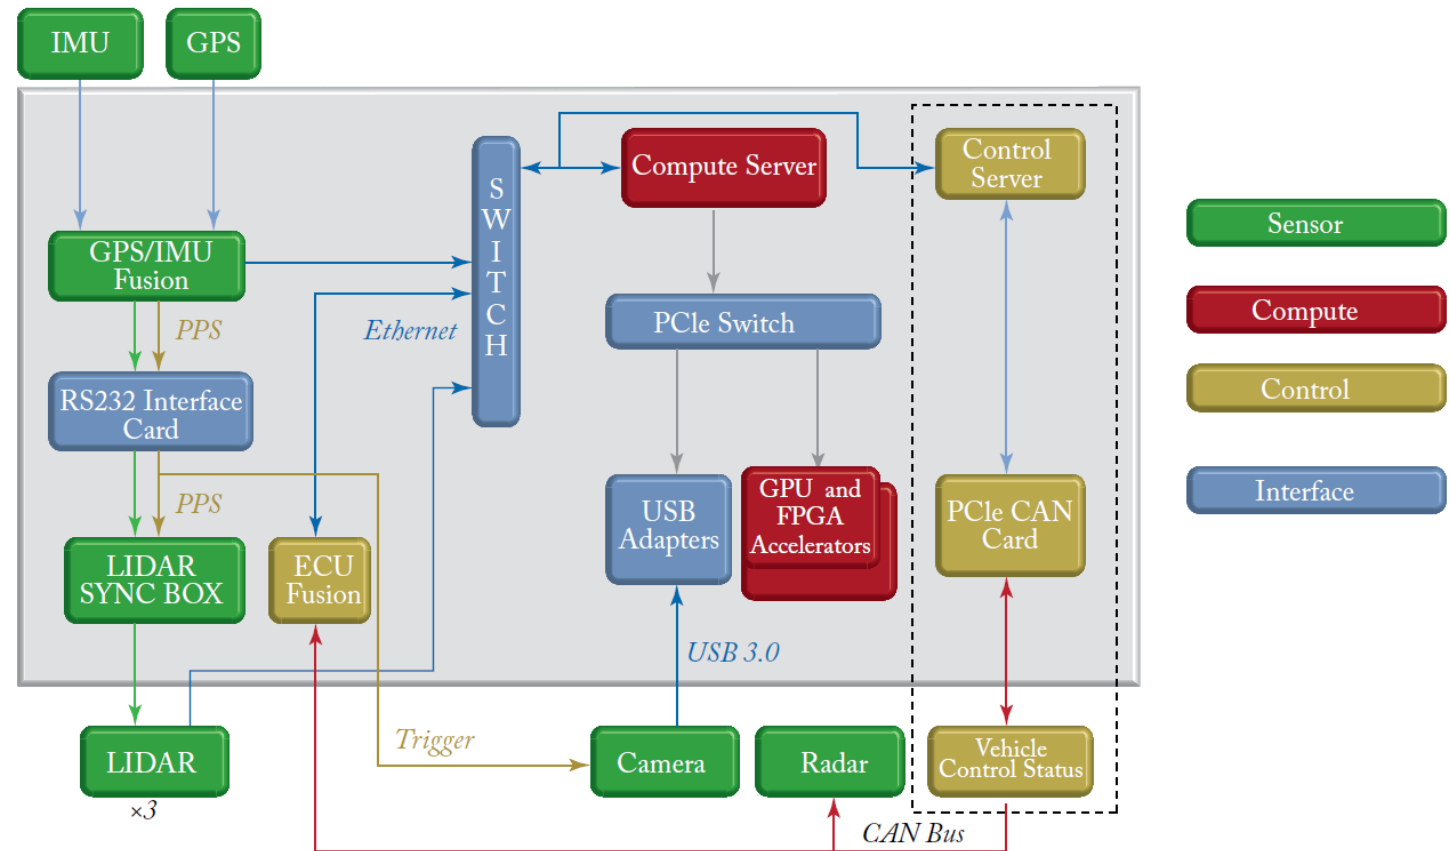 IMU
GPS
GPS/IMU
Fusion
PPS
RS232 Interface
Card
PPS
LIDAR
SYNC BOX
LIDAR
×3
ECU
Fusion
Ethernet
S
W
I
T
C
H
Compute Server
PCle Switch
USB
Adapters
GPU and
FPGA
Accelerators
USB 3.0
Trigger
Camera
Radar
CAN Bus
Control
Server
PCle CAN
Card
Vehicle
Control Status
Sensor
Compute
Control
Interface